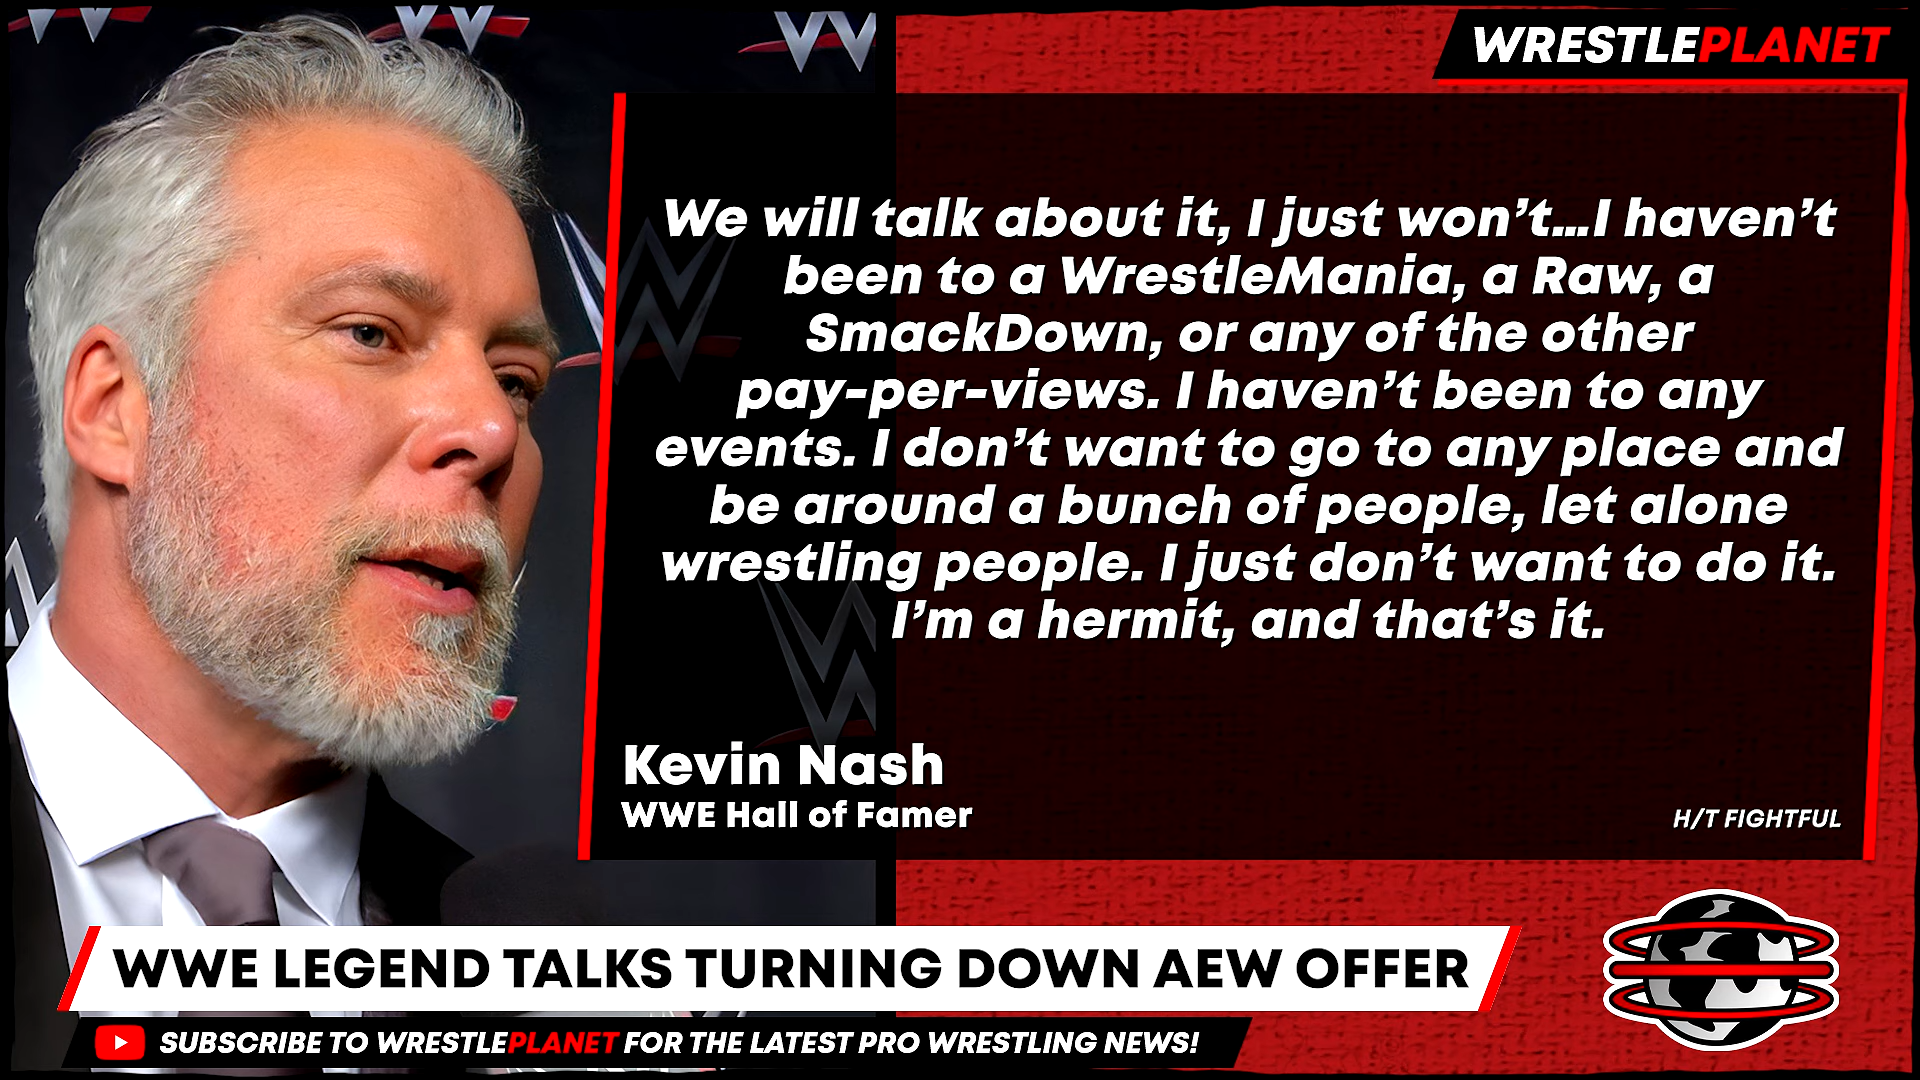 WRESTLEPLANET
We will talk about it, I just won't...I haven't
been to a WrestleMania, a Raw, a
SmackDown, or any of the other
pay-per-views. I haven't been to any
events. I don't want to go to any place and
be around a bunch of people, let alone
wrestling people. I just don't want to do it.
I'm a hermit, and that's it.
Kevin Nash
WWE Hall of Famer
H/T FIGHTFUL
WWE LEGEND TALKS TURNING DOWN AEW OFFER
SUBSCRIBE TO WRESTLEPLANET FOR THE LATEST PRO WRESTLING NEWS!